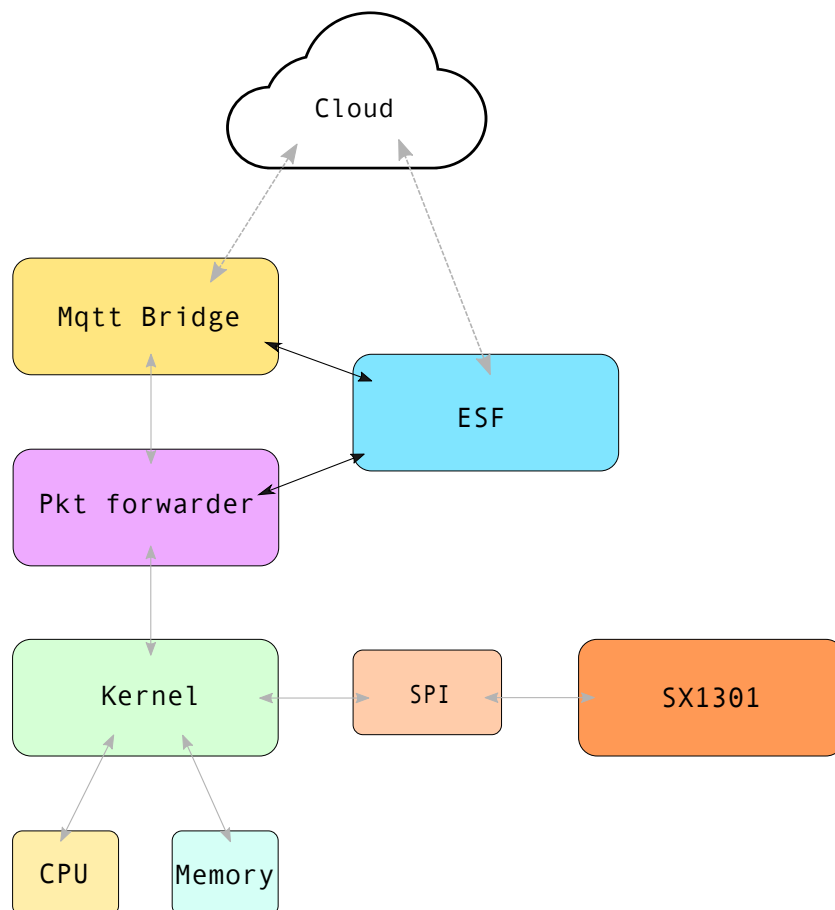 Cloud
Mqtt Bridge
ESF
Pkt forwarder
Kernel
SPI
SX1301
CPU
Memory